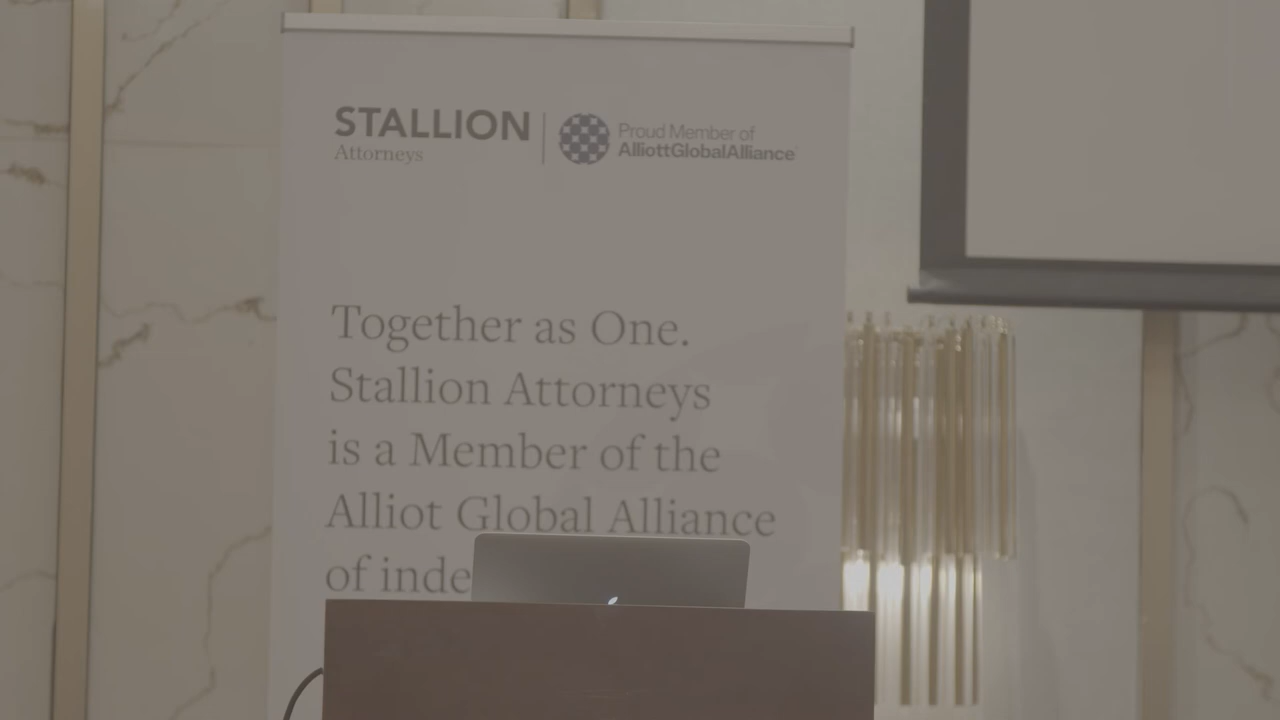 STALLION
Attorneys
Proud Member of
AlliottGlobalAlliance
Together as One.
Stallion Attorneys
is a Member of the
Alliot Global Alliance
of inde